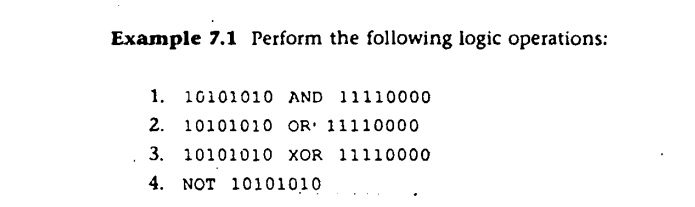 Example 7.1 Perform the following logic operations:
1. 10101010 AND 11110000
2. 10101010 OR 11110000
3. 10101010 XOR 11110000
4. NOT 10101010